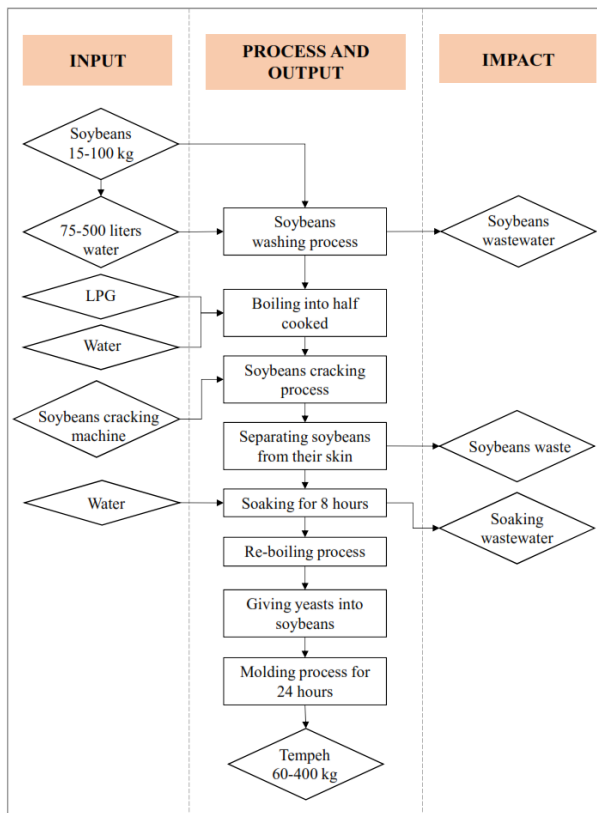 INPUT
PROCESS AND
OUTPUT
IMPACT
Soybeans
15-100 kg
75-500 liters
water
Soybeans
washing process
Soybeans
wastewater
LPG
Water
Boiling into half
cooked
Soybeans cracking
process
Soybeans cracking
machine
Separating soybeans
from their skin
Soybeans waste
Water
Soaking for 8 hours
Soaking
wastewater
Re-boiling process
Giving yeasts into
soybeans
Molding process for
24 hours
Tempeh
60-400 kg